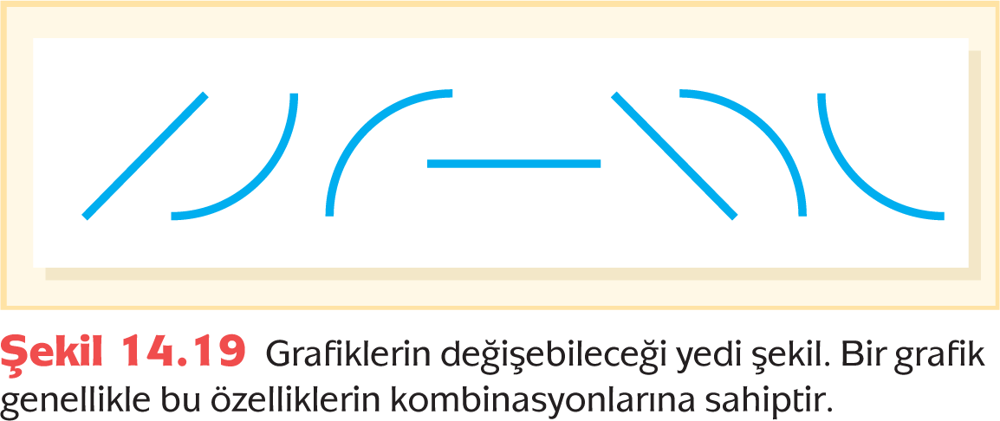 Şekil 14.19 Grafiklerin değişebileceği yedi şekil. Bir grafik
genellikle bu özelliklerin kombinasyonlarına sahiptir.